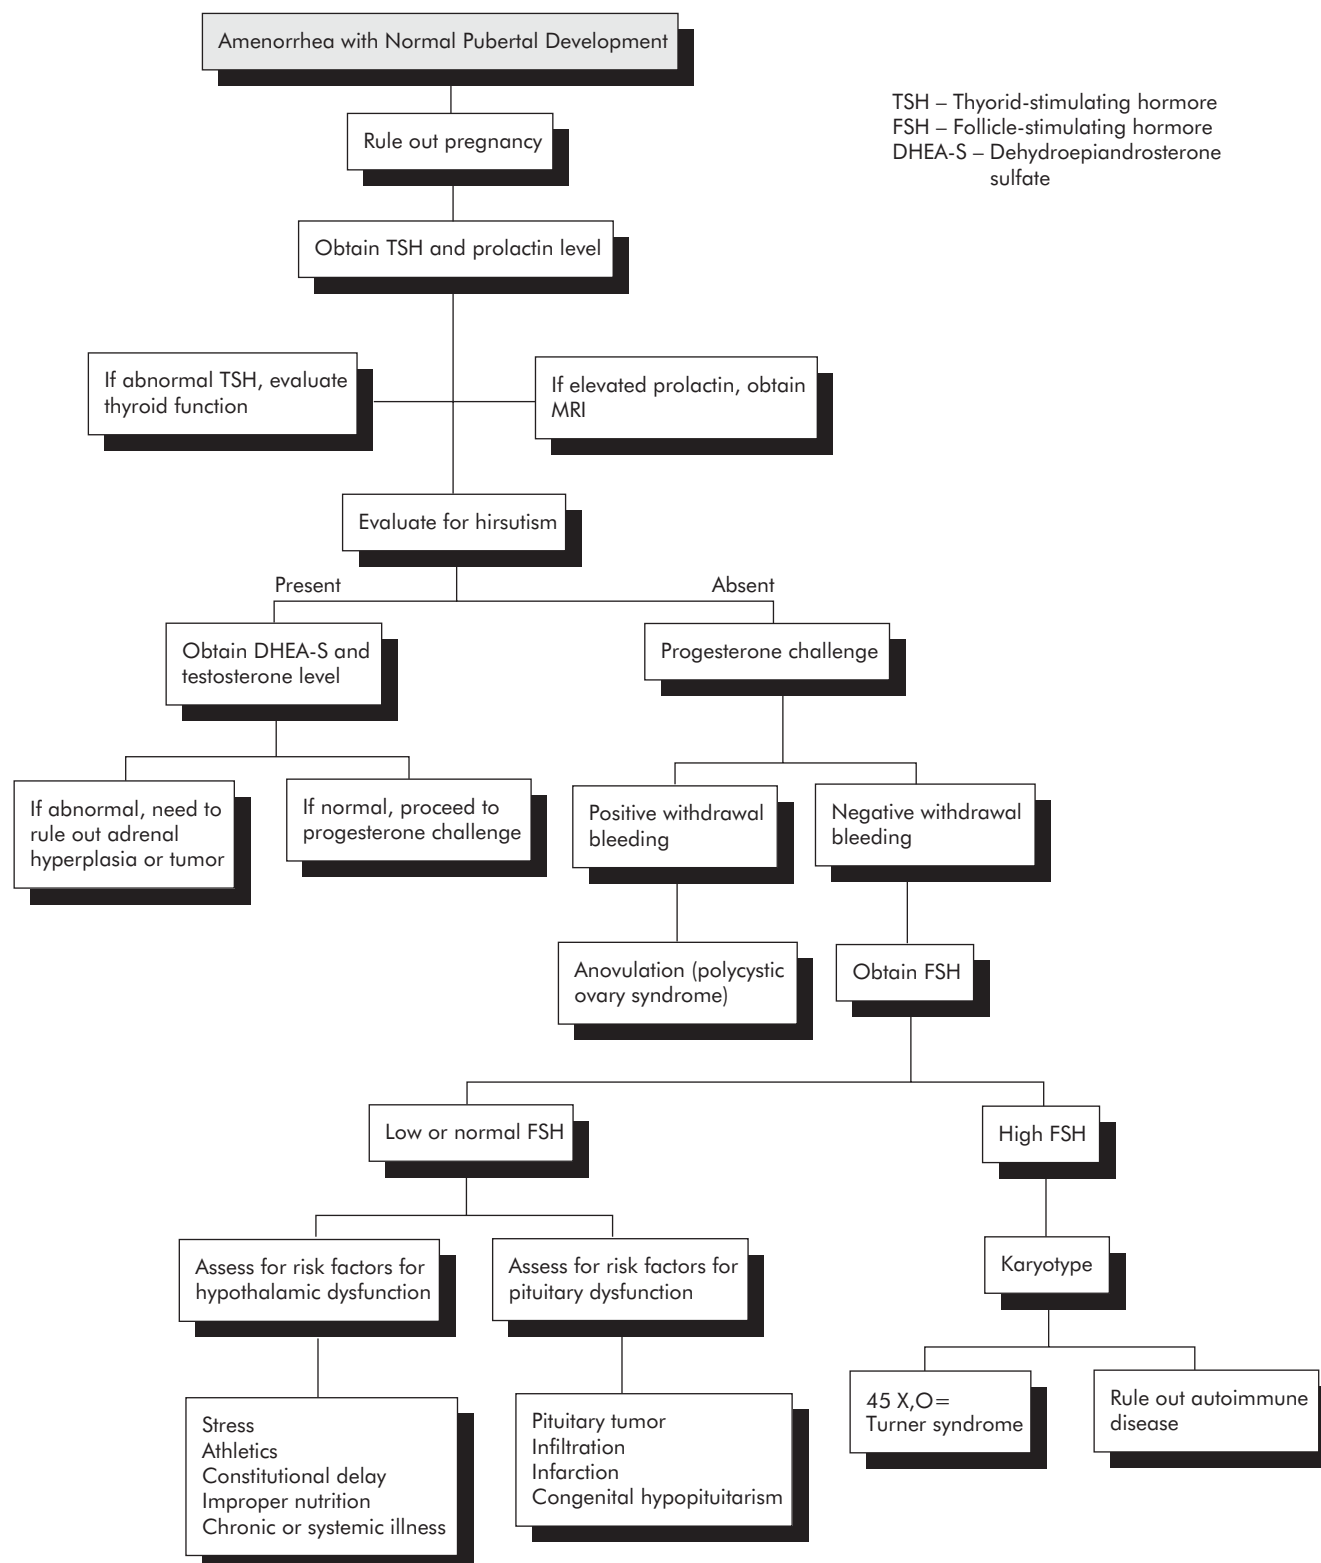 Amenorrhea with Normal Pubertal Development
TSH – Thyorid-stimulating hormore
FSH – Follicle-stimulating hormore
DHEA-S – Dehydroepiandrosterone
sulfate
Rule out pregnancy
Obtain TSH and prolactin level
If abnormal TSH, evaluate
thyroid function
If elevated prolactin, obtain
MRI
Evaluate for hirsutism
Present
Absent
Obtain DHEA-S and
testosterone level
Progesterone challenge
If abnormal, need to
rule out adrenal
hyperplasia or tumor
If normal, proceed to
progesterone challenge
Positive withdrawal
bleeding
Negative withdrawal
bleeding
Anovulation (polycystic
ovary syndrome)
Obtain FSH
Low or normal FSH
High FSH
Assess for risk factors for
hypothalamic dysfunction
Assess for risk factors for
pituitary dysfunction
Karyotype
Stress
Athletics
Constitutional delay
Improper nutrition
Chronic or systemic illness
Pituitary tumor
Infiltration
Infarction
Congenital hypopituitarism
45 X,O=
Turner syndrome
Rule out autoimmune
disease